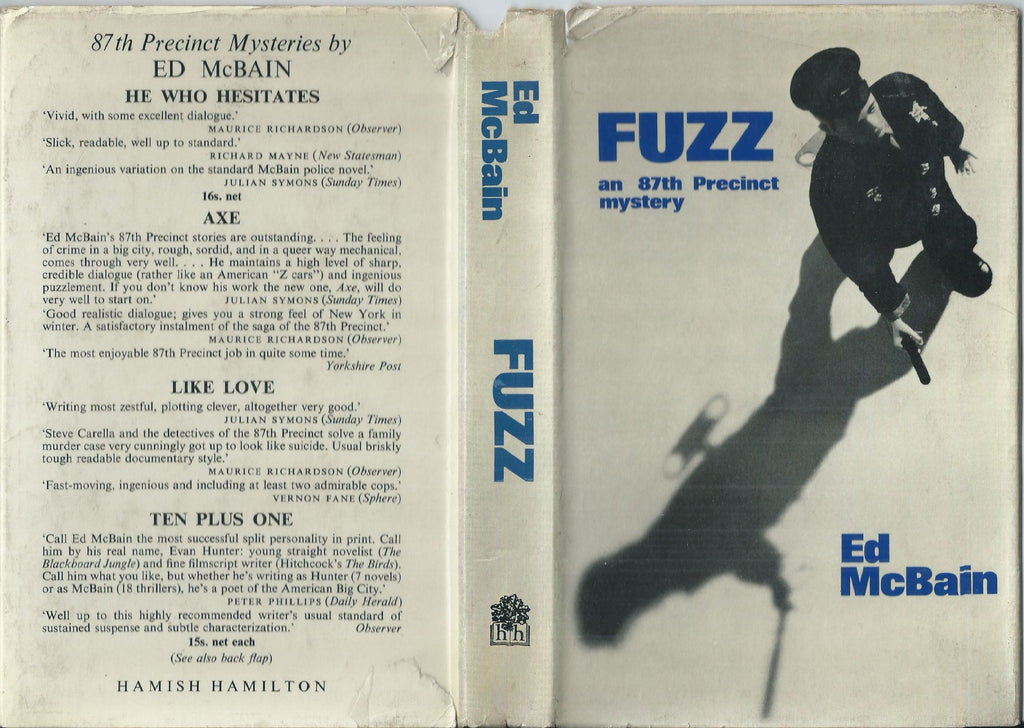 87th Precinct Mysteries by
ED McBAIN
HE WHO HESITATES
'Vivid, with some excellent dialogue.'
MAURICE RICHARDSON (Observer)
'Slick, readable, well up to standard.'
RICHARD MAYNE (New Statesman)
'An ingenious variation on the standard McBain police novel.'
JULIAN SYMONS (Sunday Times)
16s. net
AXE
'Ed McBain's 87th Precinct stories are outstanding. . . . The feeling
of crime in a big city, rough, sordid, and in a queer way mechanical,
comes through very well. . . . He maintains a high level of sharp,
credible dialogue (rather like an American "Z cars") and ingenious
puzzlement. If you don't know his work the new one, Axe, will do
very well to start on.' JULIAN SYMONS (Sunday Times)
'Good realistic dialogue; gives you a strong feel of New York in
winter. A satisfactory instalment of the saga of the 87th Precinct.'
MAURICE RICHARDSON (Observer)
'The most enjoyable 87th Precinct job in quite some time.'
Yorkshire Post
LIKE LOVE
'Writing most zestful, plotting clever, altogether very good.'
JULIAN SYMONS (Sunday Times)
'Steve Carella and the detectives of the 87th Precinct solve a family
murder case very cunningly got up to look like suicide. Usual briskly
tough readable documentary style.'
MAURICE RICHARDSON (Observer)
'Fast-moving, ingenious and including at least two admirable cops.'
VERNON FANE (Sphere)
TEN PLUS ONE
'Call Ed McBain the most successful split personality in print. Call
him by his real name, Evan Hunter: young straight novelist (The
Blackboard Jungle) and fine filmscript writer (Hitchcock's The Birds).
Call him what you like, but whether he's writing as Hunter (7 novels)
or as McBain (18 thrillers), he's a poet of the American Big City.'
PETER PHILLIPS (Daily Herald)
'Well up to this highly recommended writer's usual standard of
sustained suspense and subtle characterization.' Observer
15s. net each
(See also back flap)
HAMISH HAMILTON
Ed
McBain
FUZZ
h h
FUZZ
an 87th Precinct
mystery
Ed
McBain